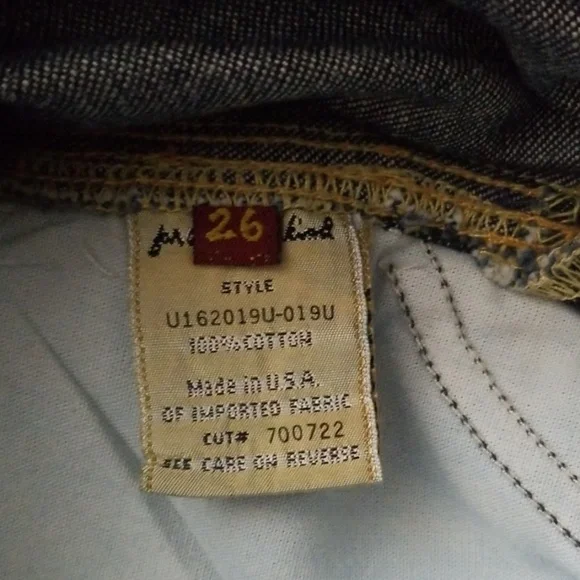 26
STYLE
U162019U-019U
100% COTTON
Made in U.S.A.
OF IMPORTED FABRIC
CUT# 700722
SEE CARE ON REVERSE